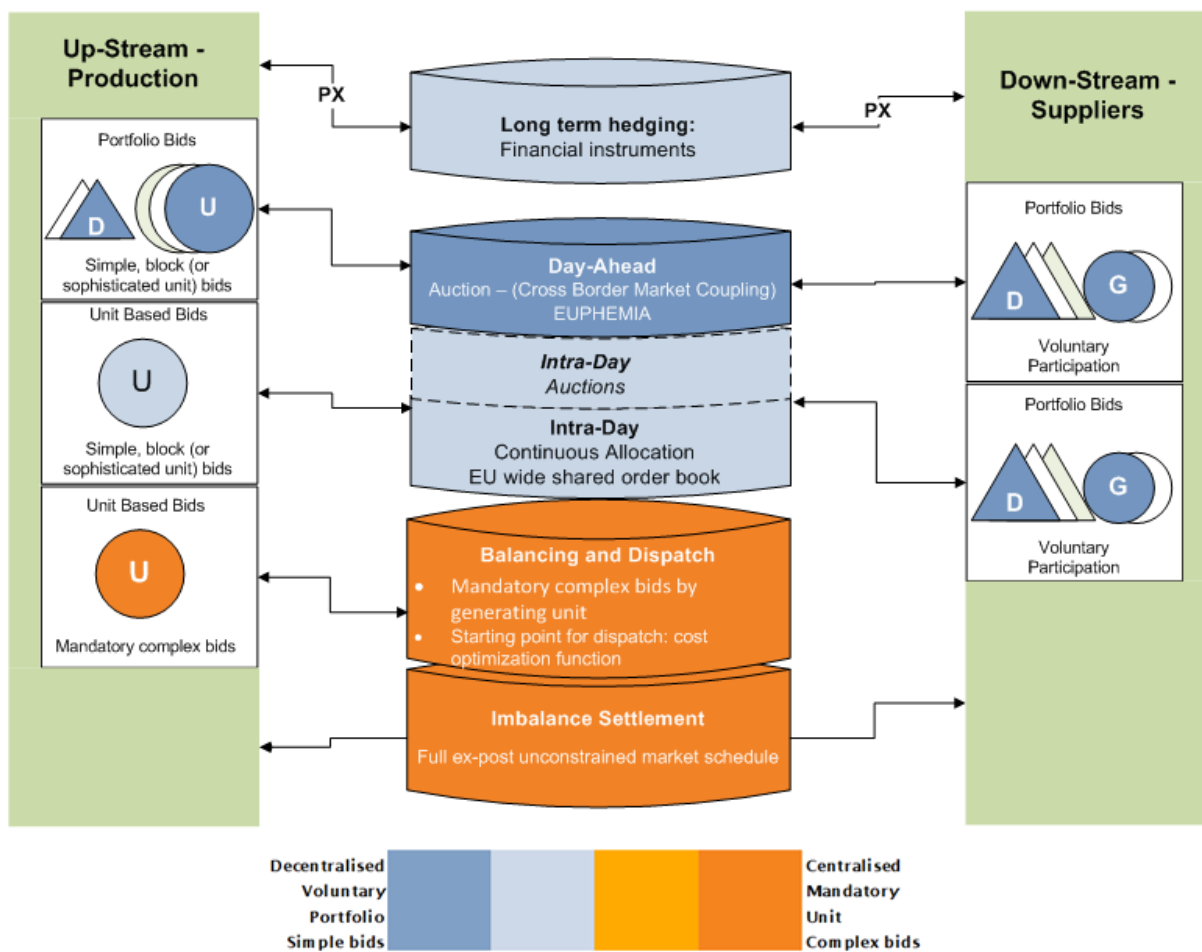 Up-Stream -
Production
Down-Stream -
Suppliers
PX
PX
Long term hedging:
Financial instruments
Portfolio Bids
D
U
Simple, block (or
sophisticated unit) bids
Day-Ahead
Auction – (Cross Border Market Coupling)
EUPHEMIA
Portfolio Bids
D
G
Voluntary
Participation
Unit Based Bids
U
Simple, block (or
sophisticated unit) bids
Intra-Day
Auctions
Intra-Day
Continuous Allocation
EU wide shared order book
Portfolio Bids
D
G
Voluntary
Participation
Unit Based Bids
U
Mandatory complex bids
Balancing and Dispatch
• Mandatory complex bids by
generating unit
• Starting point for dispatch: cost
optimization function
Imbalance Settlement
Full ex-post unconstrained market schedule
Decentralised
Voluntary
Portfolio
Simple bids
Centralised
Mandatory
Unit
Complex bids